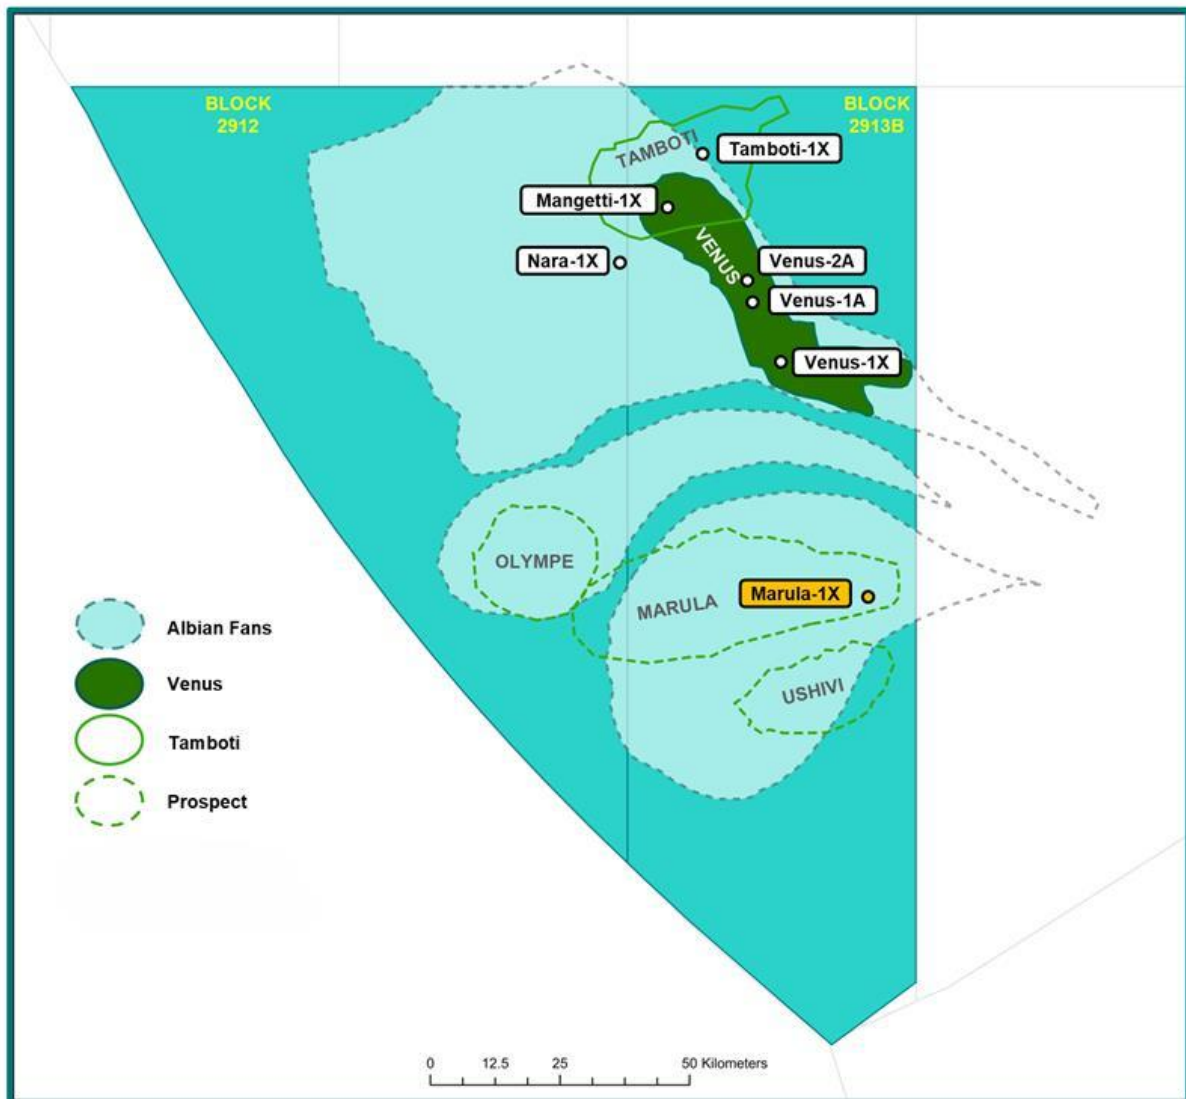 BLOCK
2912
BLOCK
2913B
TAMBOTI
Tamboti-1X
Mangetti-1X
VENUS
Nara-1X
Venus-2A
Venus-1A
Venus-1X
OLYMPE
MARULA
Marula-1X
USHIVI
Albian Fans
Venus
Tamboti
Prospect
0 12.5 25 50 Kilometers